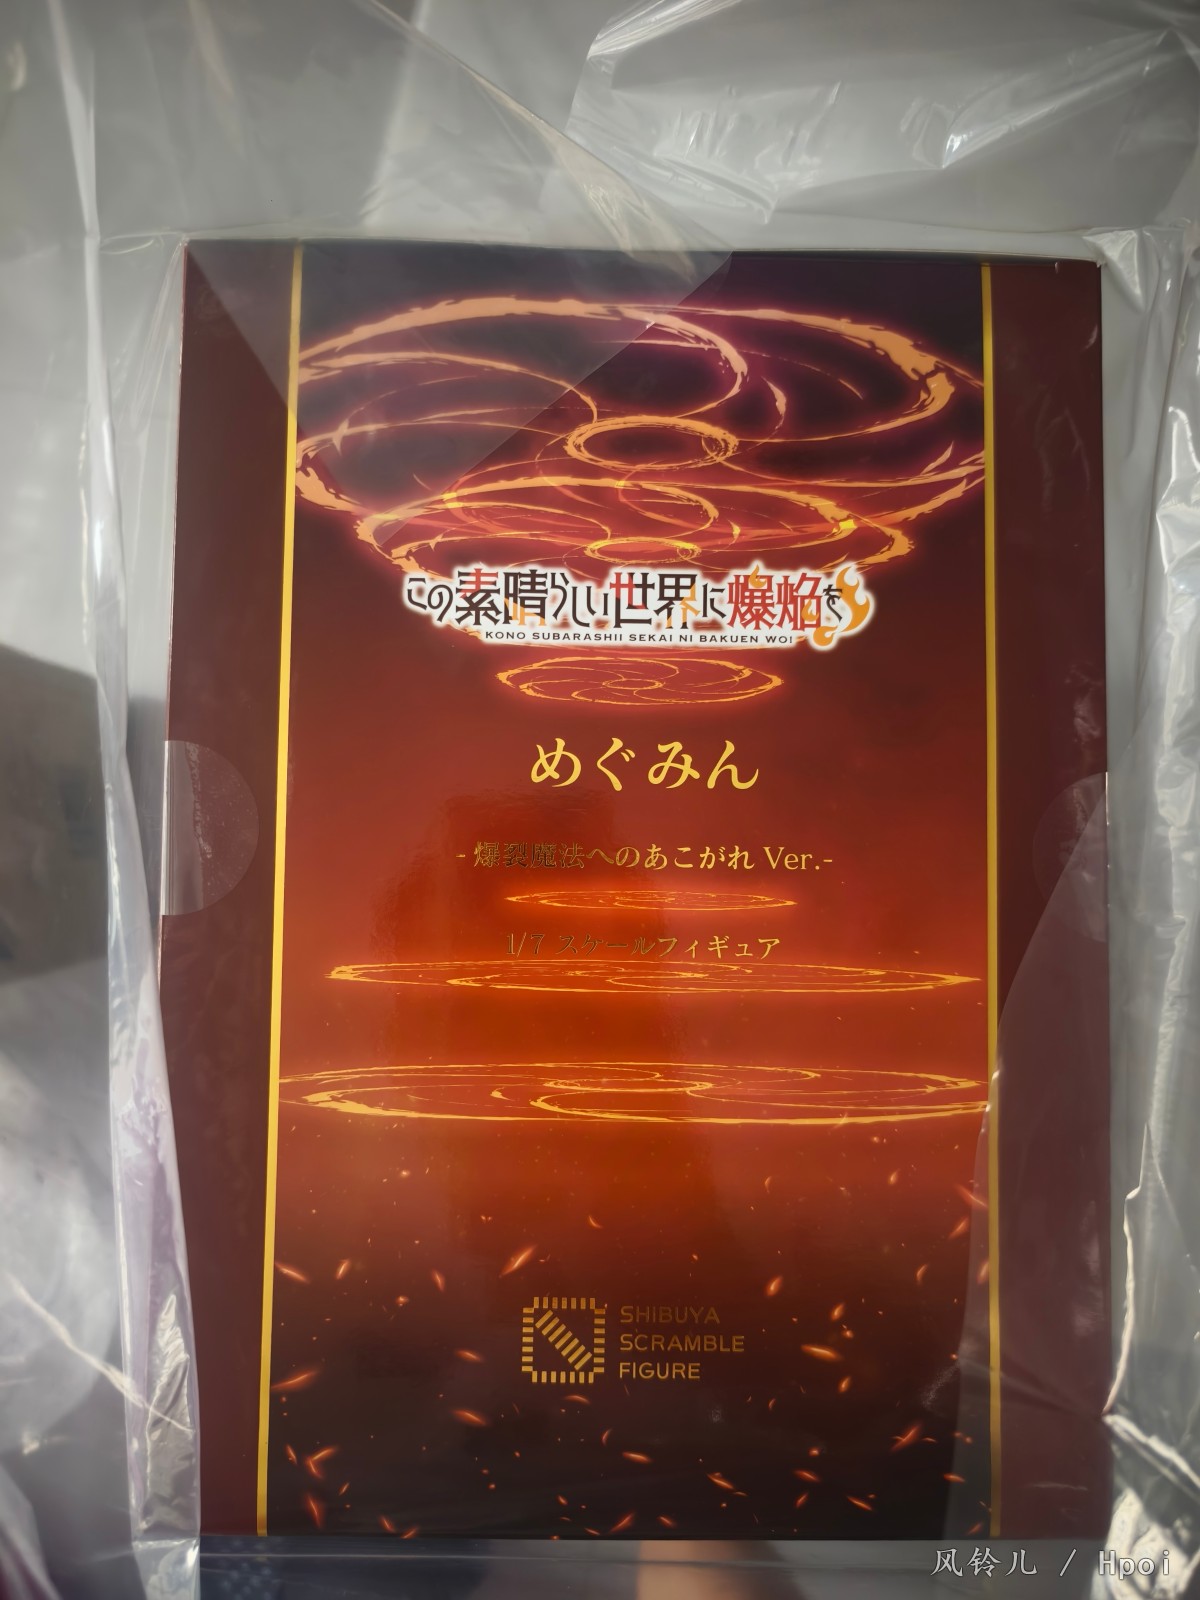 この素晴らしい世界に爆焔を
KONO SUBARASHII SEKAI NI BAKUEN WO!
めぐみん
-爆裂魔法へのあこがれ Ver.-
1/7 スケールフィギュア
SHIBUYA
SCRAMBLE
FIGURE
风铃儿 / Hpoi